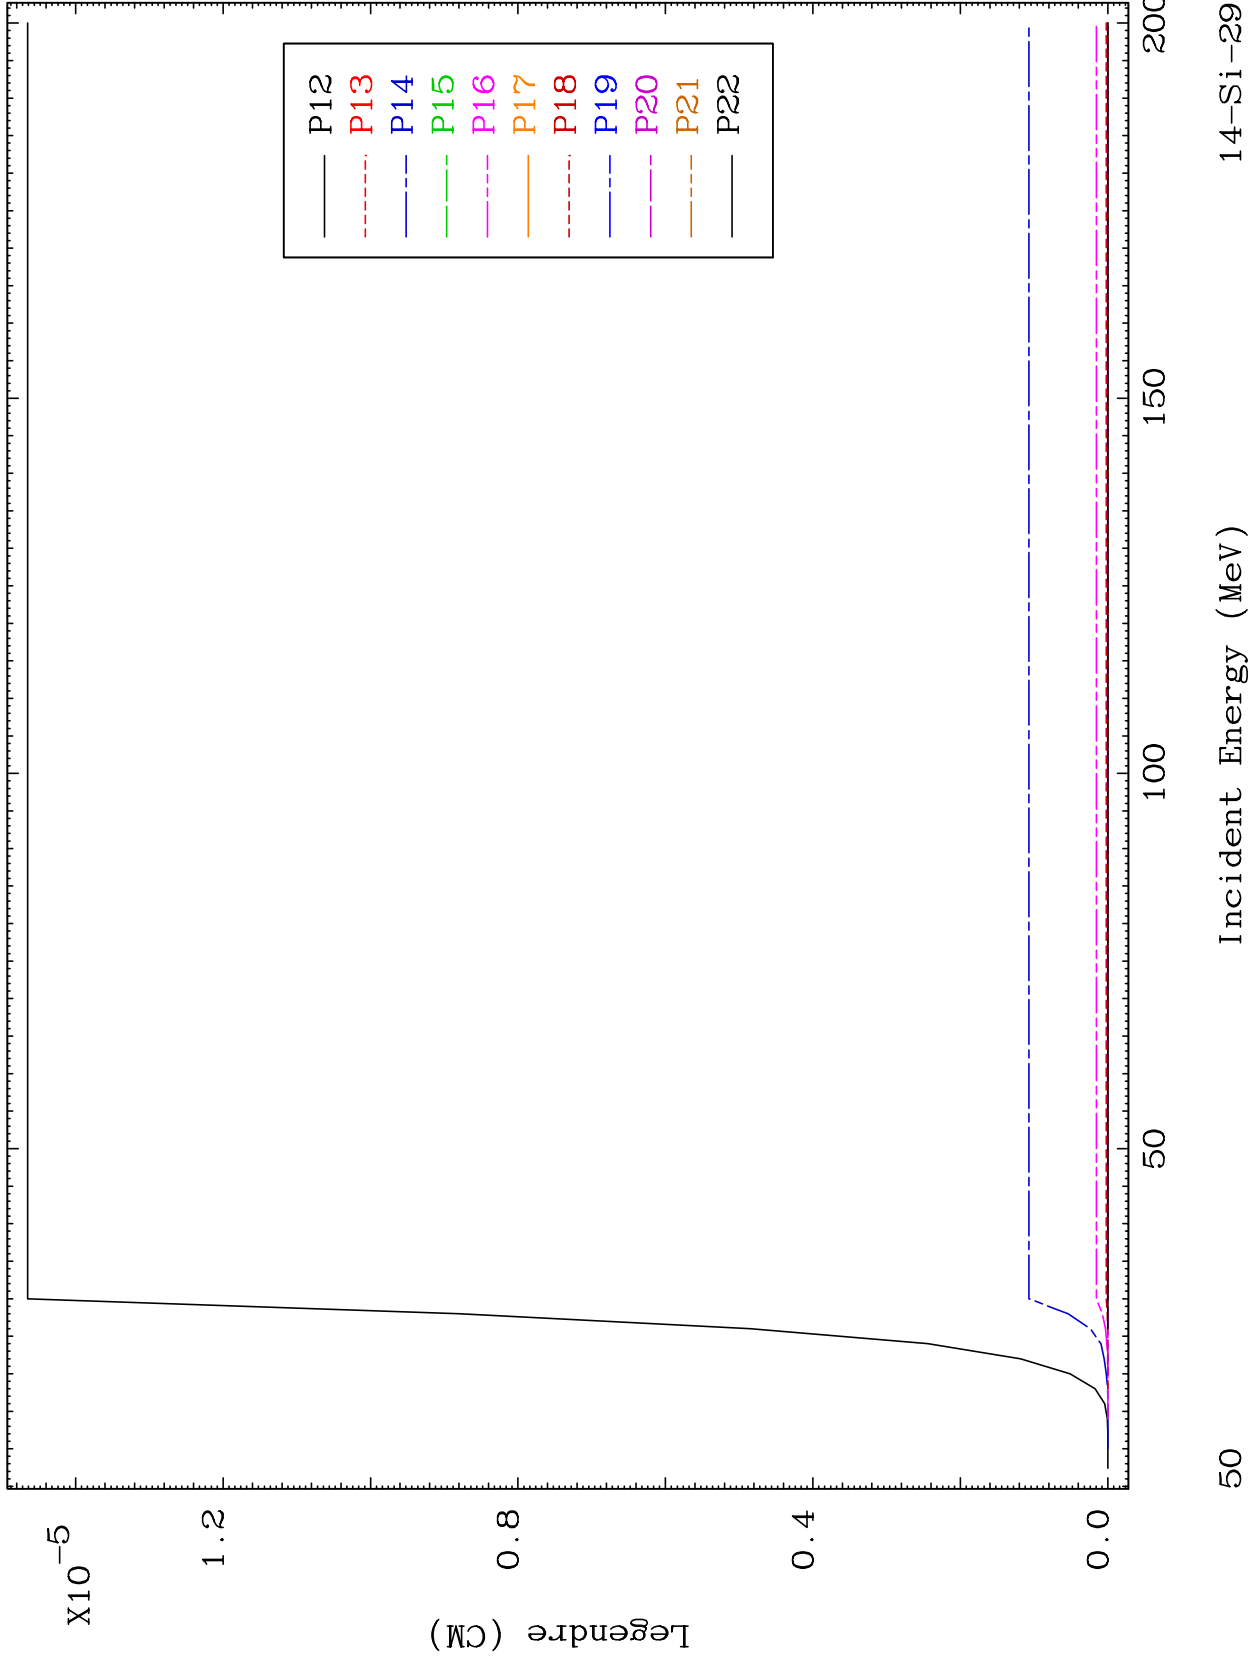 X10-5
1.2
0.8
0.4
0.0
Legendre (CM)
P12
P13
P14
P15
P16
P17
P18
P19
P20
P21
P22
50
100
150
200
Incident Energy (MeV)
50
14-Si-29